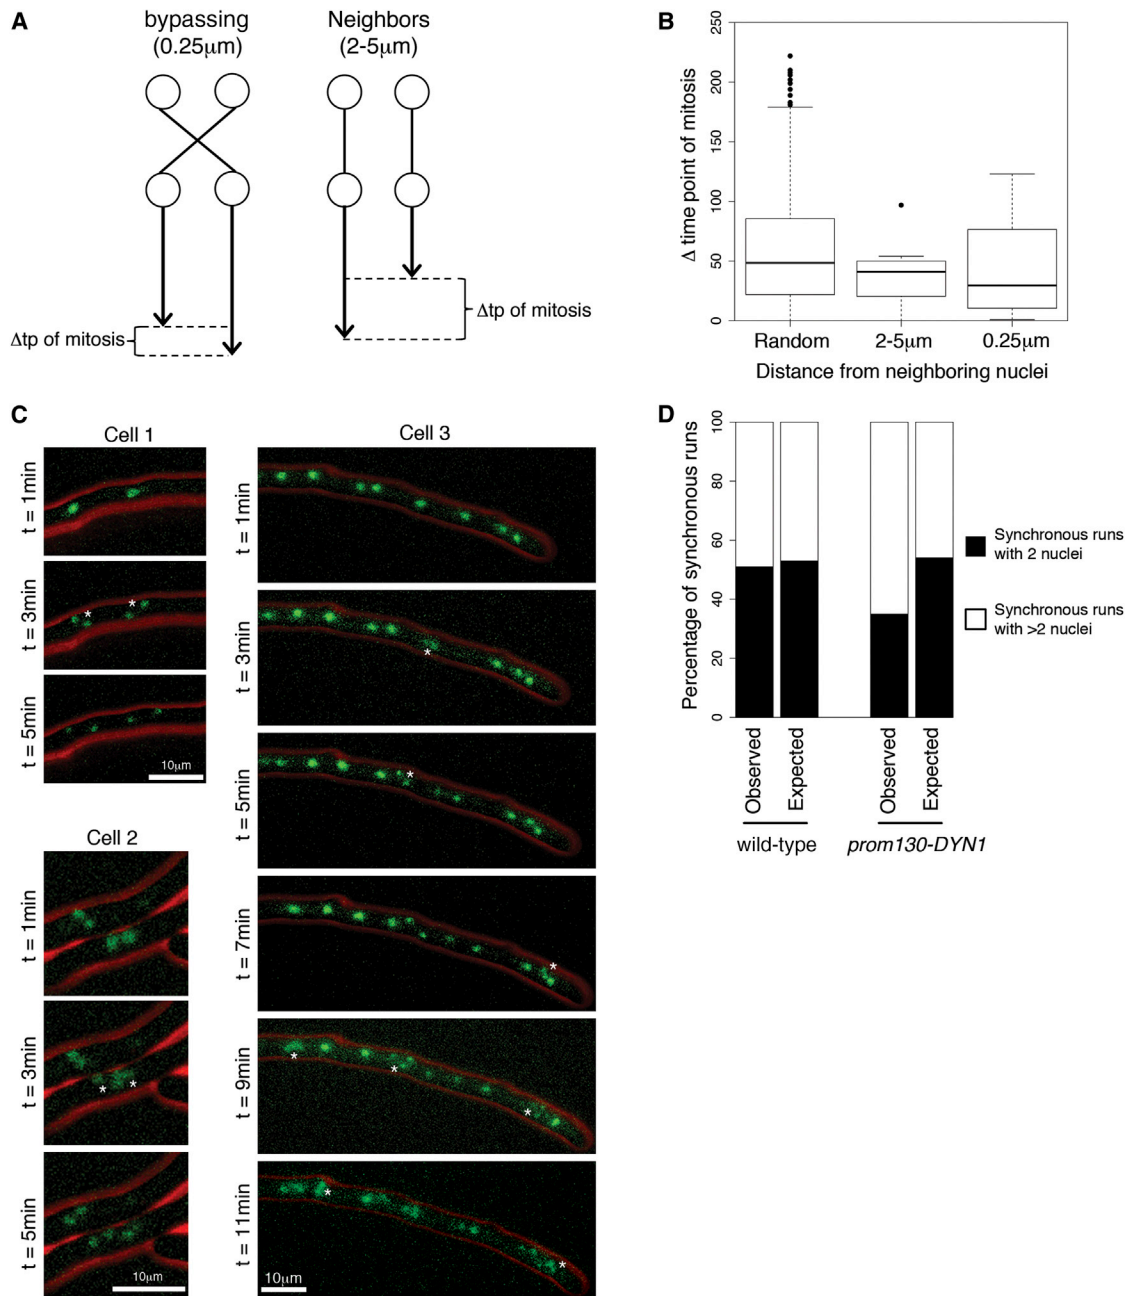 A
bypassing
(0.25µm)
Neighbors
(2-5µm)
Δtp of mitosis
Δtp of mitosis
B
Δ time point of mitosis
0
50
100
150
200
250
Random
2-5µm
0.25µm
Distance from neighboring nuclei
C
Cell 1
t = 1min
t = 3min
t = 5min
10µm
Cell 2
t = 1min
t = 3min
t = 5min
10µm
Cell 3
t = 1min
t = 3min
t = 5min
t = 7min
t = 9min
t = 11min
10µm
*
*
*
*
*
*
*
*
*
*
*
*
D
Percentage of synchronous runs
0
20
40
60
80
100
Observed
Expected
Observed
Expected
wild-type
prom130-DYN1
Synchronous runs
with 2 nuclei
Synchronous runs
with >2 nuclei